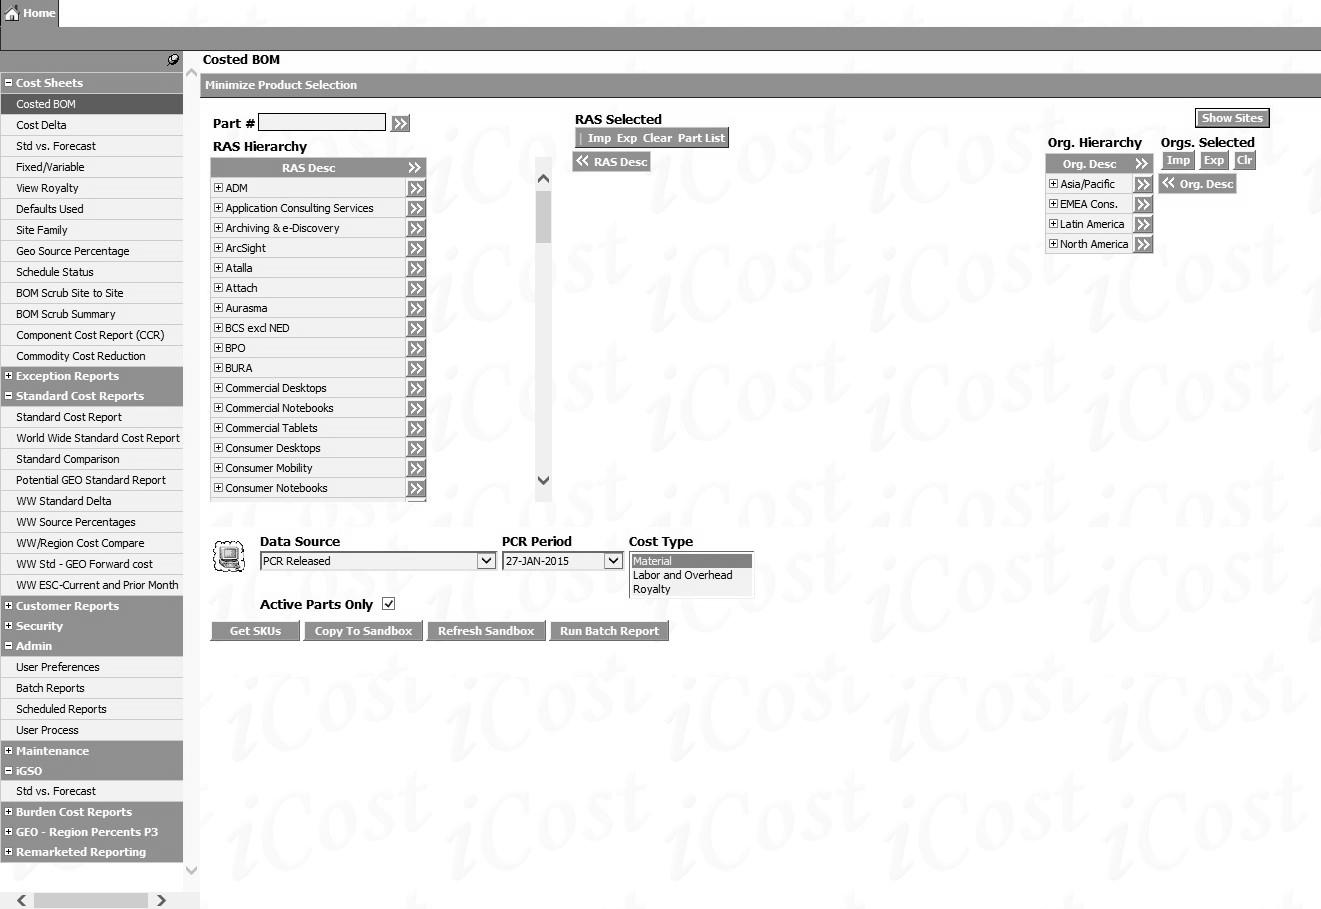 Home
Costed BOM
Minimize Product Selection
Cost Sheets
Costed BOM
Cost Delta
Std vs. Forecast
Fixed/Variable
View Royalty
Defaults Used
Site Family
Geo Source Percentage
Schedule Status
BOM Scrub Site to Site
BOM Scrub Summary
Component Cost Report (CCR)
Commodity Cost Reduction
Exception Reports
Standard Cost Reports
Standard Cost Report
World Wide Standard Cost Report
Standard Comparison
Potential GEO Standard Report
WW Standard Delta
WW Source Percentages
WW/Region Cost Compare
WW Std - GEO Forward cost
WW ESC-Current and Prior Month
Customer Reports
Security
Admin
User Preferences
Batch Reports
Scheduled Reports
User Process
Maintenance
iGSO
Std vs. Forecast
Burden Cost Reports
GEO - Region Percents P3
Remarketed Reporting
Part #
RAS Hierarchy
RAS Desc
ADM
Application Consulting Services
Archiving & e-Discovery
ArcSight
Atalla
Attach
Aurasma
BCS excl NED
BPO
BURA
Commercial Desktops
Commercial Notebooks
Commercial Tablets
Consumer Desktops
Consumer Mobility
Consumer Notebooks
RAS Selected
| Imp Exp Clear Part List
RAS Desc
Show Sites
Org. Hierarchy
Org. Desc
Asia/Pacific
EMEA Cons.
Latin America
North America
Orgs. Selected
Imp Exp Clr
Org. Desc
Data Source
PCR Released
PCR Period
27-JAN-2015
Cost Type
Material
Labor and Overhead
Royalty
Active Parts Only
Get SKUs Copy To Sandbox Refresh Sandbox Run Batch Report
iCost